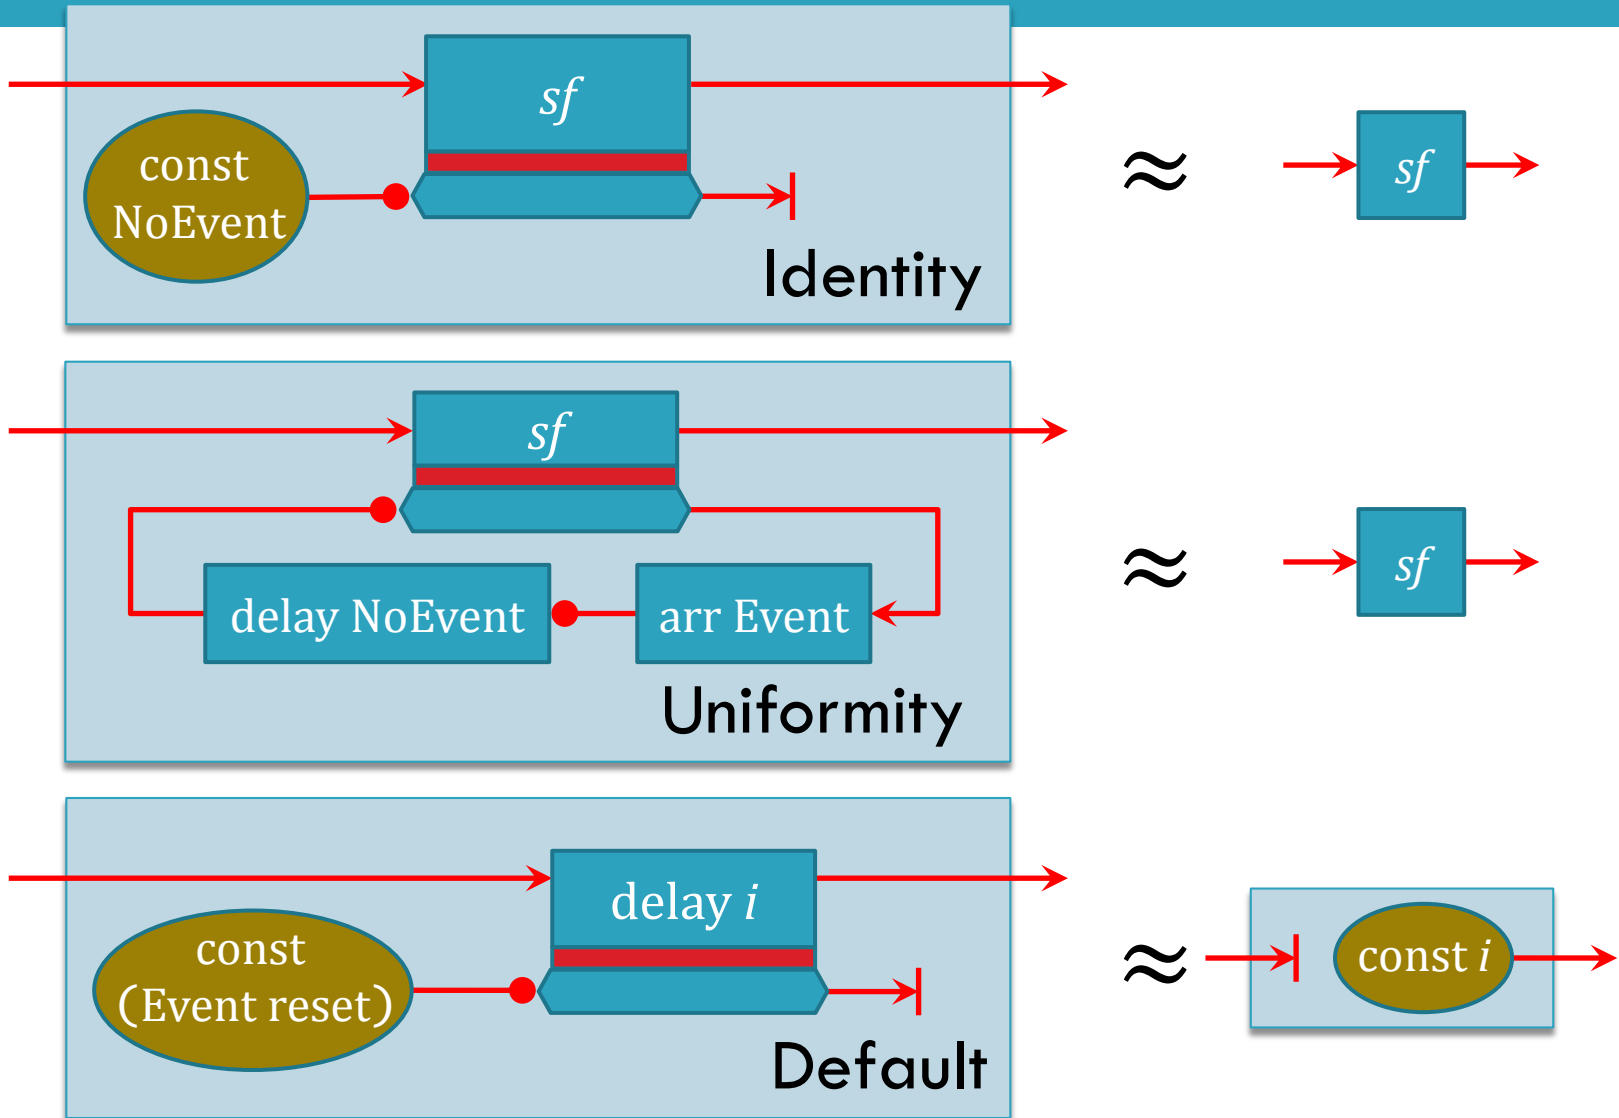 sf
const
NoEvent
Identity
≈
sf
sf
delay NoEvent
arr Event
Uniformity
≈
sf
delay i
const
(Event reset)
Default
≈
const i